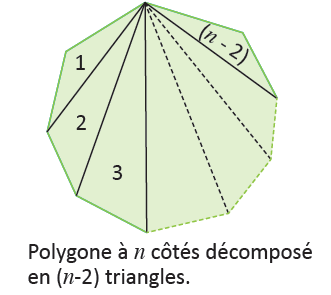 (n - 2)
1
2
3
Polygone à n côtés décomposé
en (n-2) triangles.